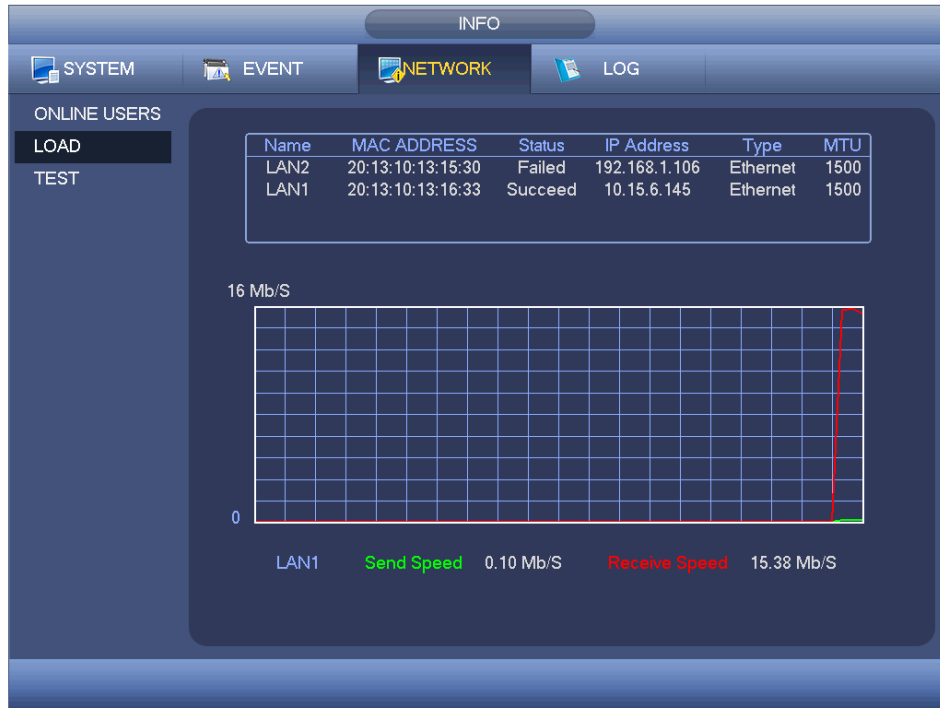 INFO
SYSTEM EVENT NETWORK LOG
ONLINE USERS
LOAD
TEST
Name MAC ADDRESS Status IP Address Type MTU
LAN2 20:13:10:13:15:30 Failed 192.168.1.106 Ethernet 1500
LAN1 20:13:10:13:16:33 Succeed 10.15.6.145 Ethernet 1500
16 Mb/S
0
LAN1 Send Speed 0.10 Mb/S Receive Speed 15.38 Mb/S